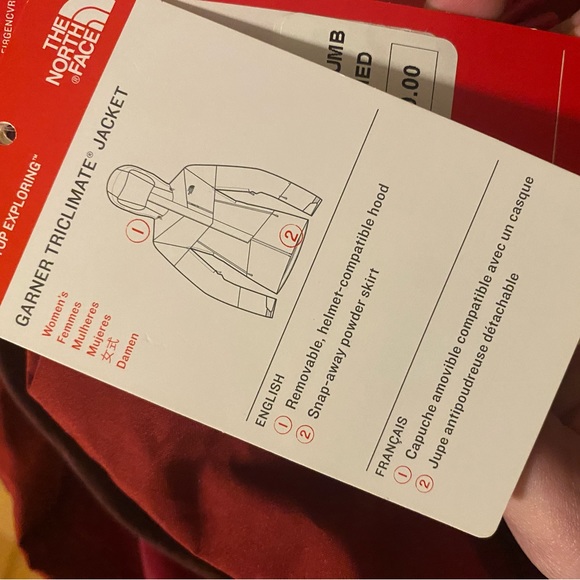 THE
NORTH
FACE®
GARNER TRICLIMATE® JACKET
Women's
Femmes
Mulheres
Mujeres
女式
Damen
1
2
ENGLISH
1 Removable, helmet-compatible hood
2 Snap-away powder skirt
FRANÇAIS
1 Capuche amovible compatible avec un casque
2 Jupe antipoudreuse détachable
EXPLORING™
.00